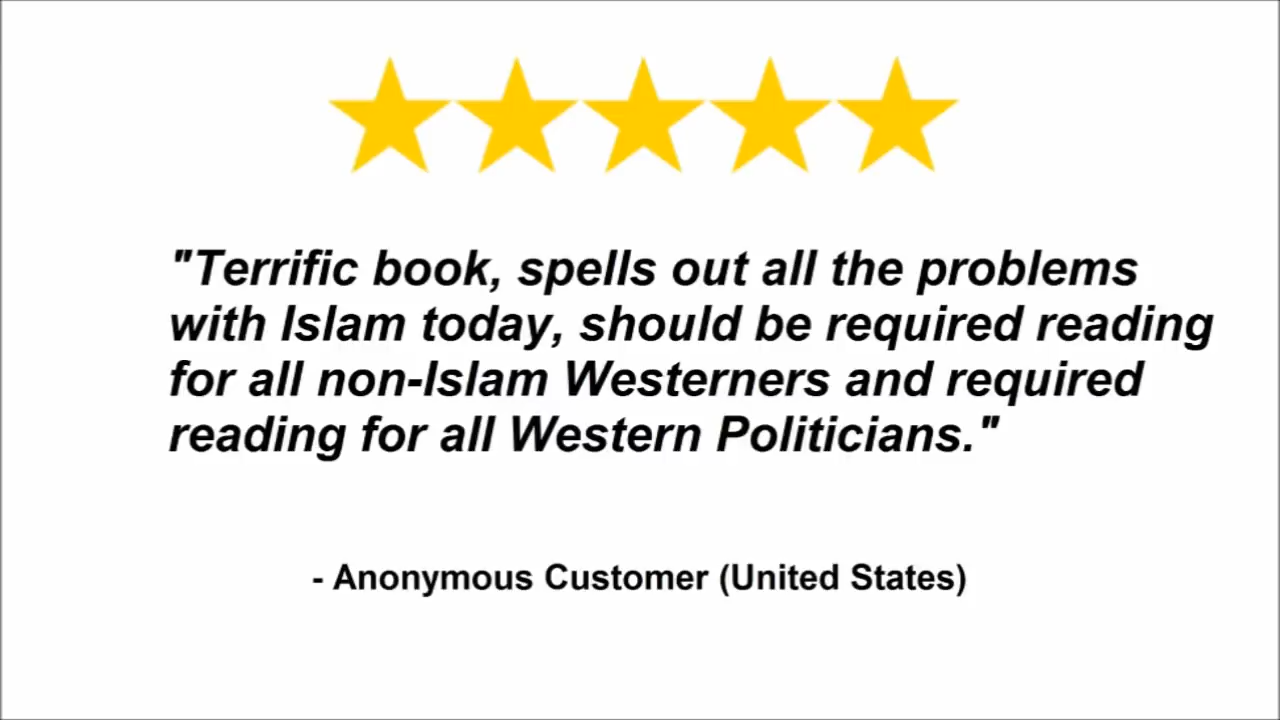 "Terrific book, spells out all the problems
with Islam today, should be required reading
for all non-Islam Westerners and required
reading for all Western Politicians."
- Anonymous Customer (United States)